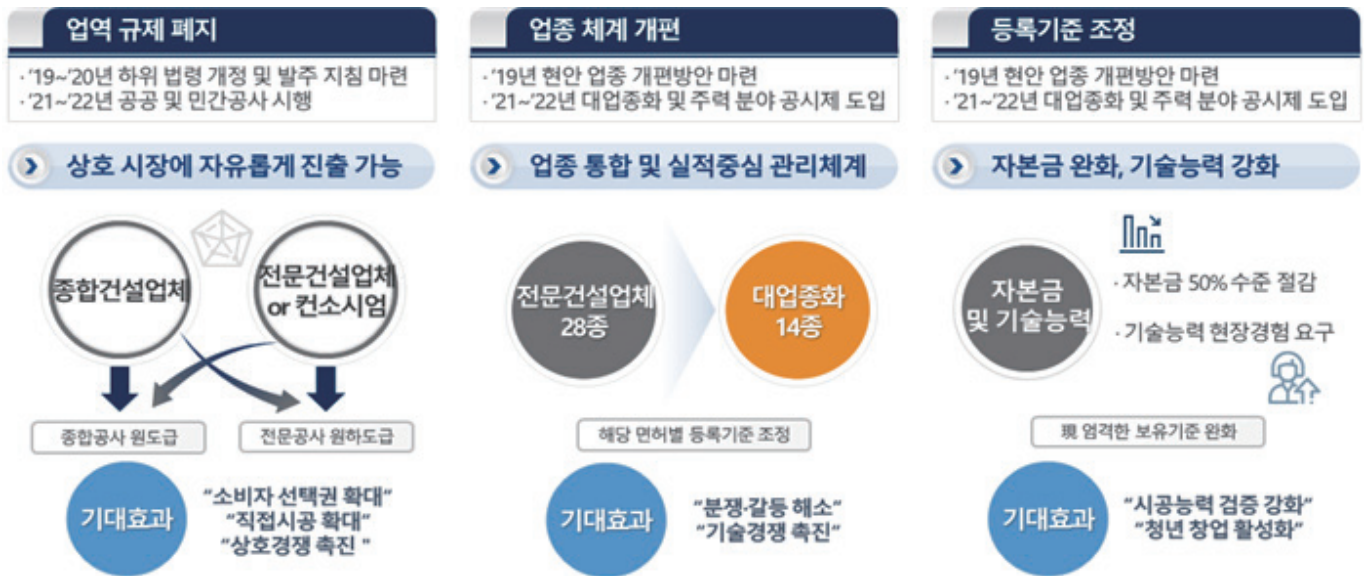 업역 규제 폐지
· '19~'20년 하위 법령 개정 및 발주 지침 마련
· '21~'22년 공공 및 민간공사 시행
상호 시장에 자유롭게 진출 가능
종합건설업체
전문건설업체
or 컨소시엄
종합공사 원도급
전문공사 원하도급
기대효과
"소비자 선택권 확대"
"직접시공 확대"
"상호경쟁 촉진 "
업종 체계 개편
· '19년 현안 업종 개편방안 마련
· '21~'22년 대업종화 및 주력 분야 공시제 도입
업종 통합 및 실적중심 관리체계
전문건설업체
28종
대업종화
14종
해당 면허별 등록기준 조정
기대효과
"분쟁·갈등 해소"
"기술경쟁 촉진"
등록기준 조정
· '19년 현안 업종 개편방안 마련
· '21~'22년 대업종화 및 주력 분야 공시제 도입
자본금 완화, 기술능력 강화
자본금
및 기술능력
· 자본금 50% 수준 절감
· 기술능력 현장경험 요구
現 엄격한 보유기준 완화
기대효과
"시공능력 검증 강화"
"청년 창업 활성화"